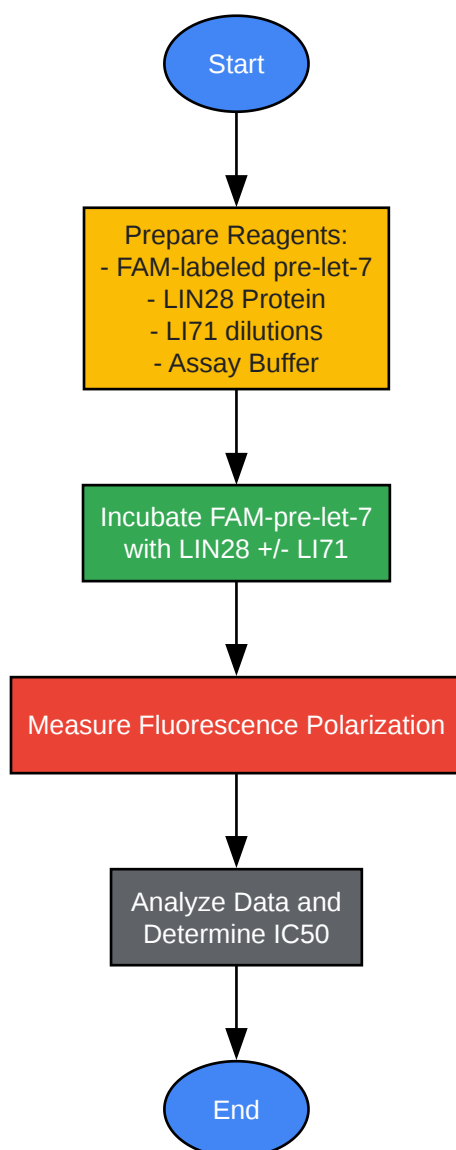 Start
Prepare Reagents:
- FAM-labeled pre-let-7
- LIN28 Protein
- LI71 dilutions
- Assay Buffer
Incubate FAM-pre-let-7
with LIN28 +/- LI71
Measure Fluorescence Polarization
Analyze Data and
Determine IC50
End